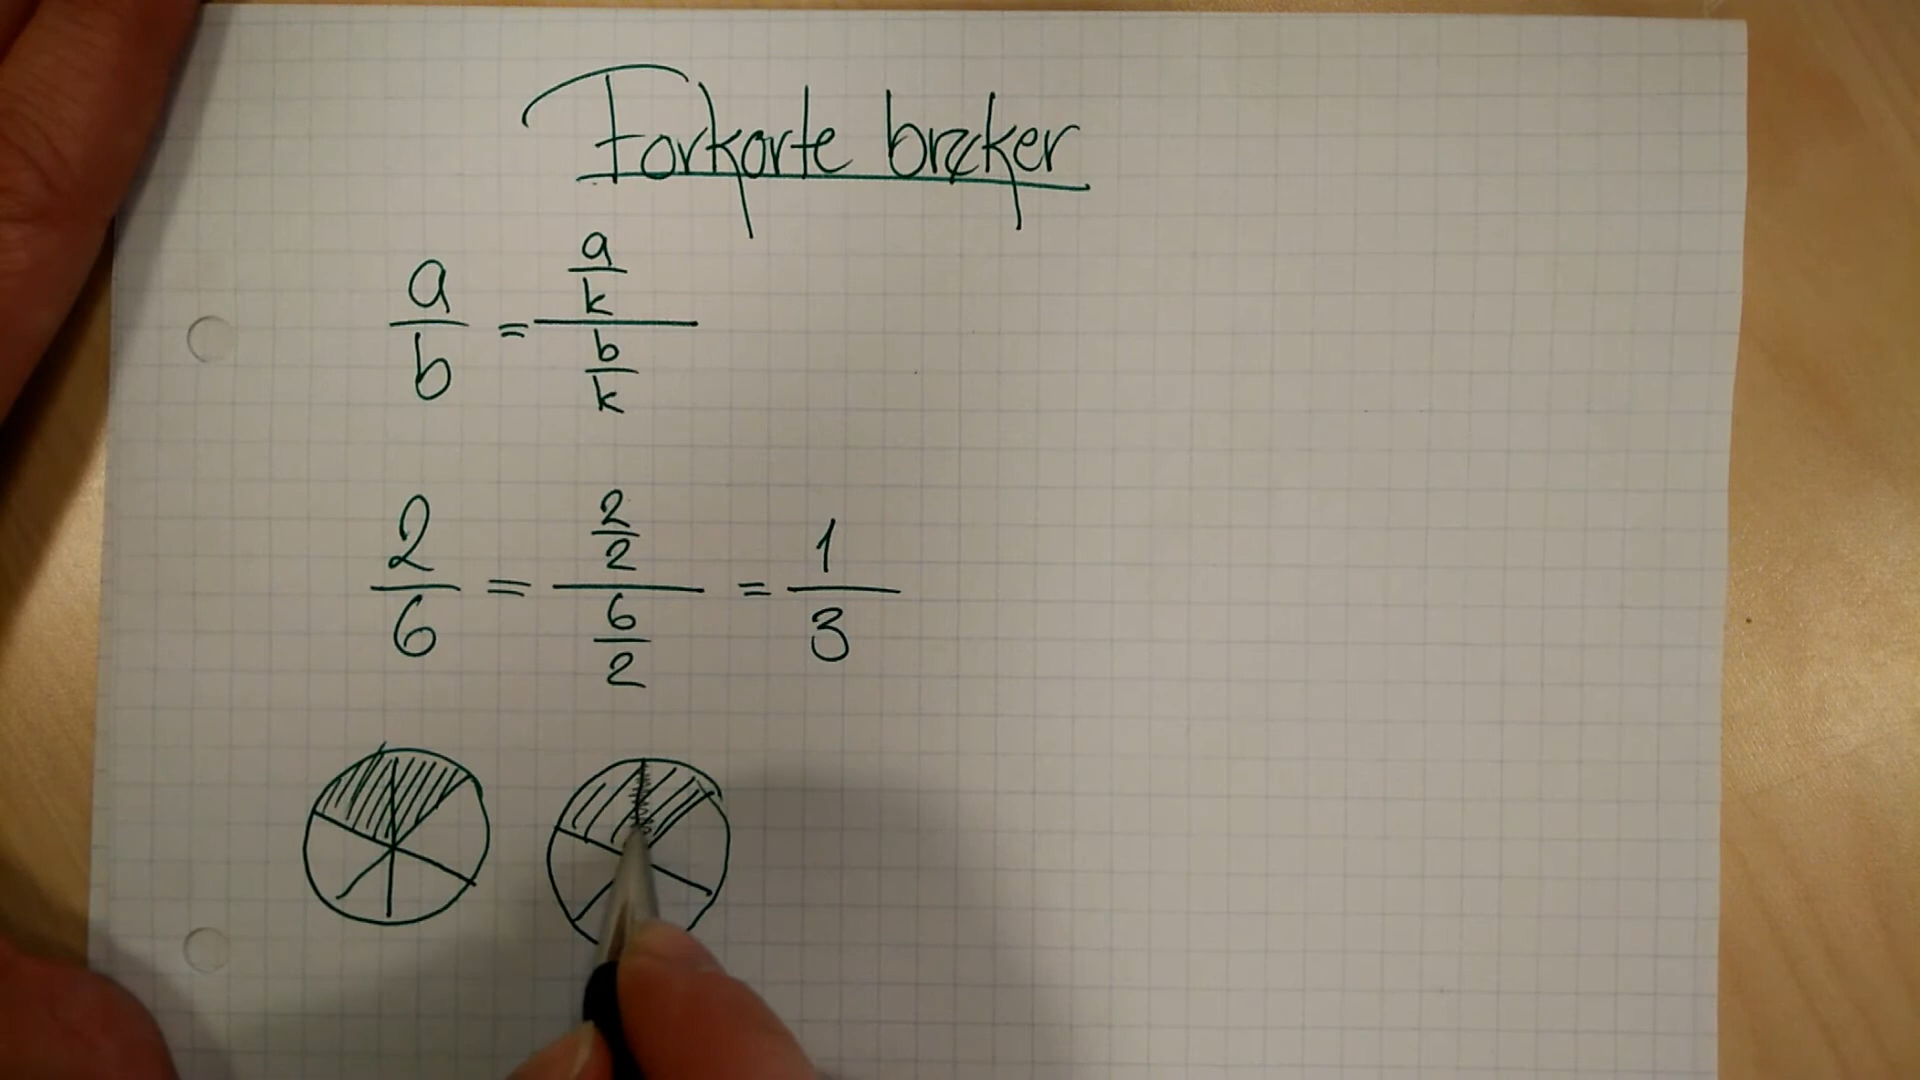 Forkorte brøker
a/b = (a/k)/(b/k)
2/6 = (2/2)/(6/2) = 1/3